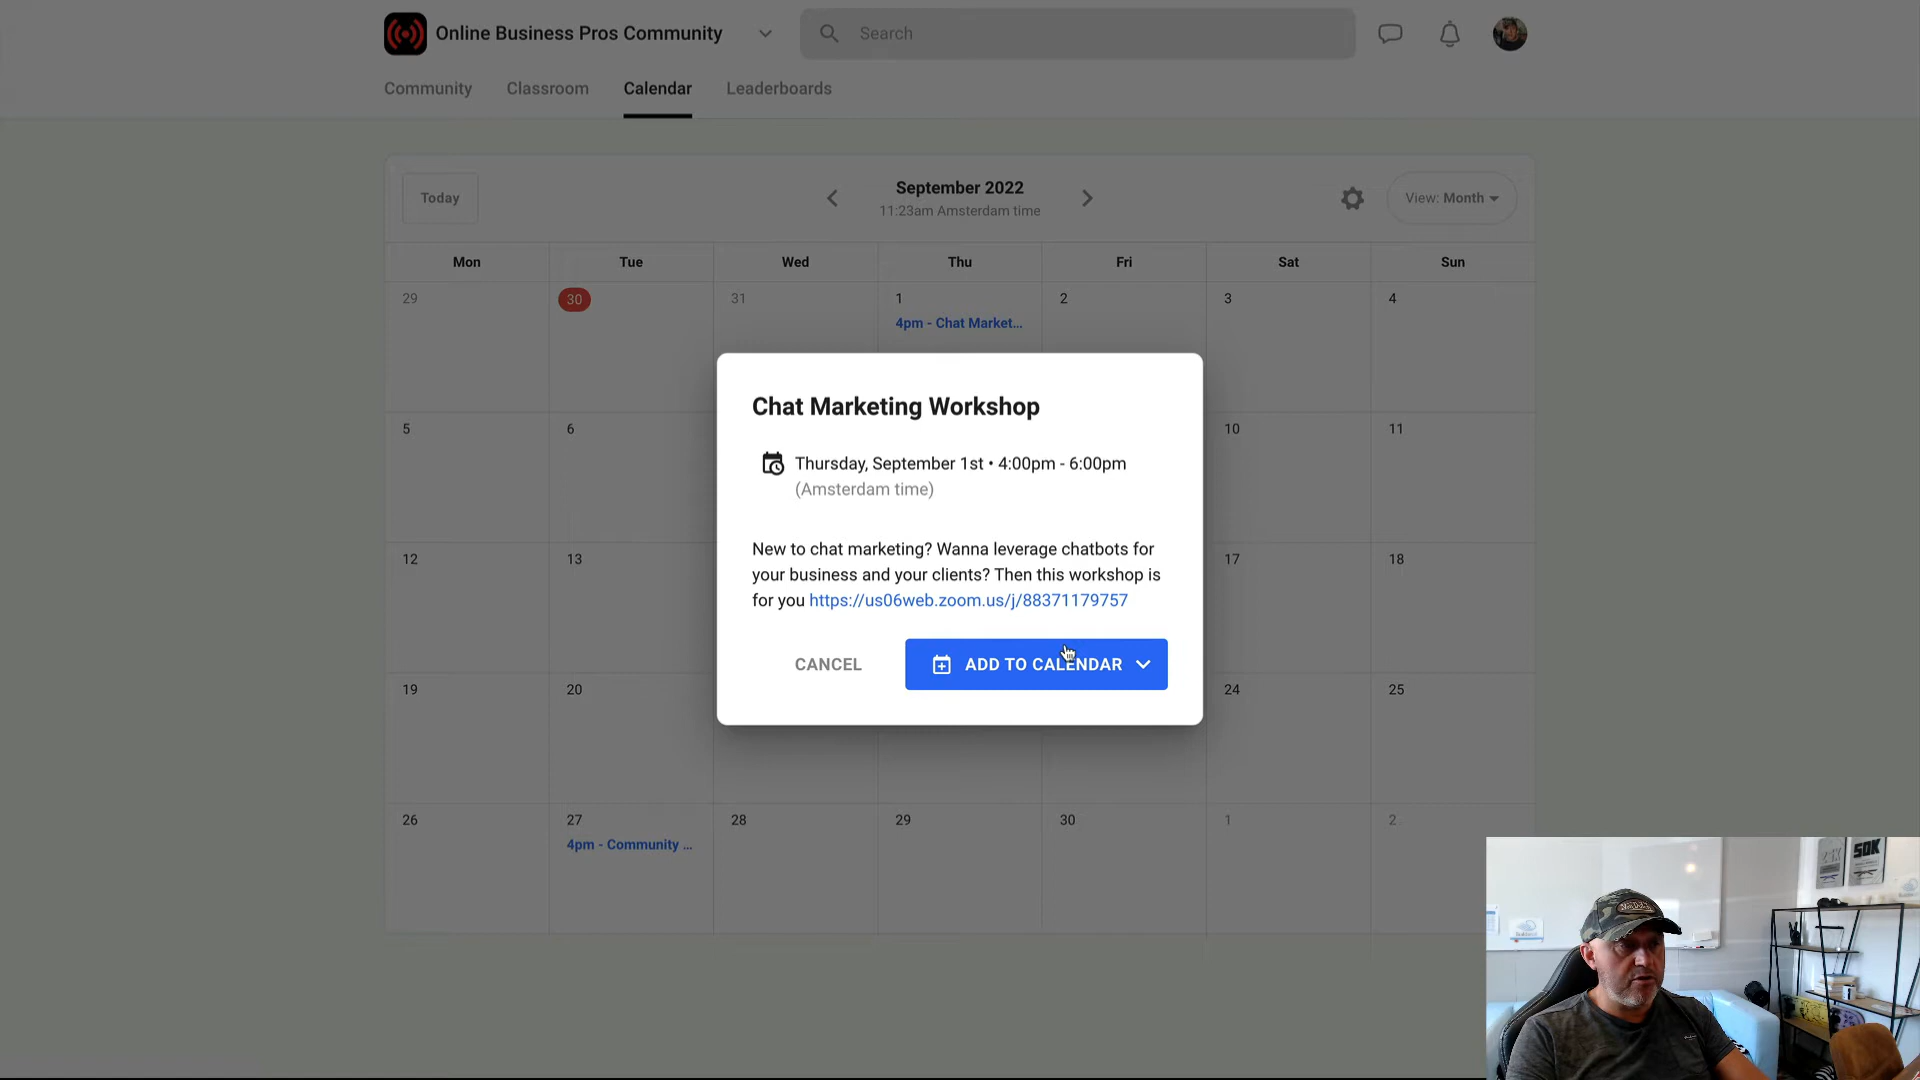 Online Business Pros Community
Search
Community Classroom Calendar Leaderboards
Today
September 2022
11:23am Amsterdam time
View: Month
Mon Tue Wed Thu Fri Sat Sun
29 30 31 1 2 3 4
4pm - Chat Market...
Chat Marketing Workshop
5 6 10 11
Thursday, September 1st • 4:00pm - 6:00pm
(Amsterdam time)
New to chat marketing? Wanna leverage chatbots for
12 13 17 18
your business and your clients? Then this workshop is
for you https://us06web.zoom.us/j/88371179757
CANCEL ADD TO CALENDAR
19 20 24 25
26 27 28 29 30 1 2
4pm - Community ...
50K